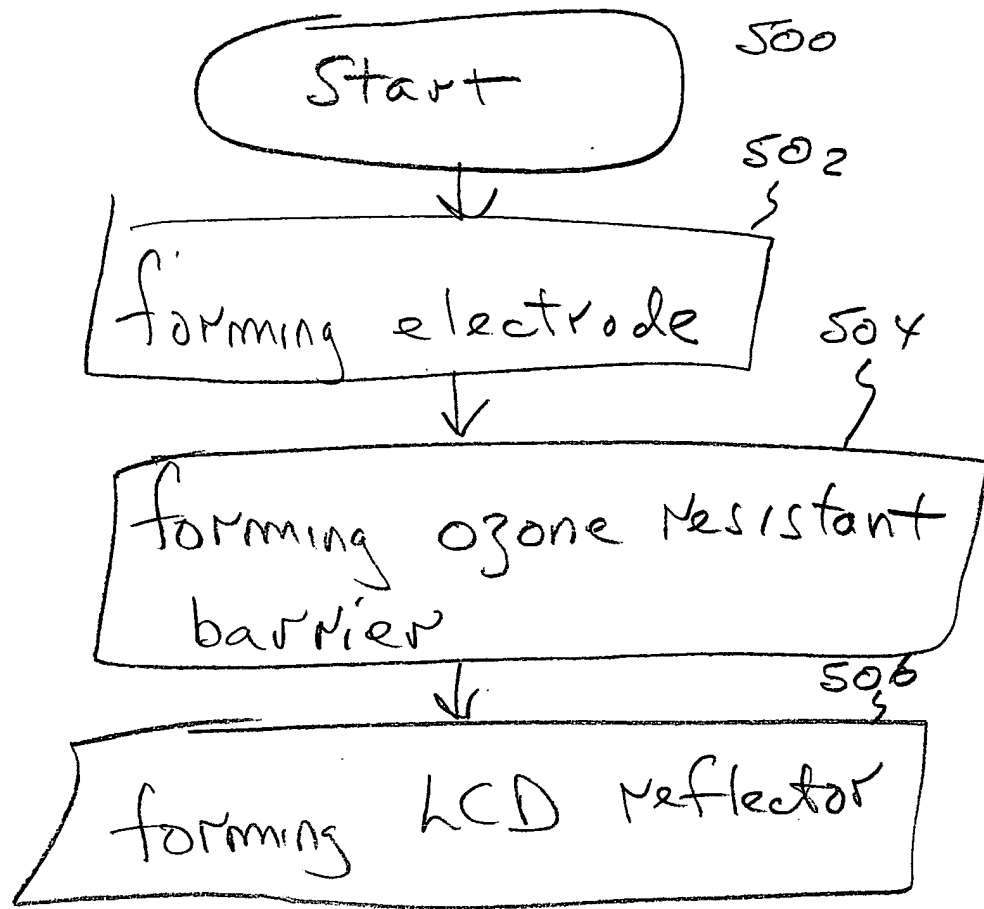 500
Start
502
forming electrode
504
forming ozone resistant
barrier
506
forming LCD reflector